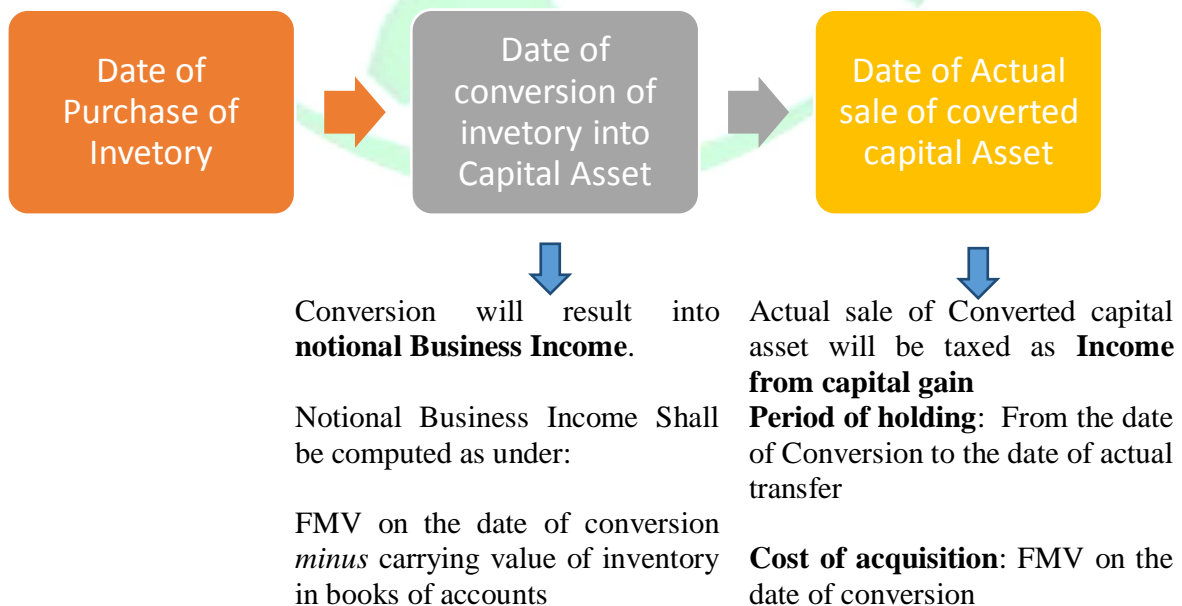 Date of
Purchase of
Invetory
Date of
conversion of
invetory into
Capital Asset
Date of Actual
sale of coverted
capital Asset
Conversion will result into
notional Business Income.
Notional Business Income Shall
be computed as under:
FMV on the date of conversion
minus carrying value of inventory
in books of accounts
Actual sale of Converted capital
asset will be taxed as Income
from capital gain
Period of holding: From the date
of Conversion to the date of actual
transfer
Cost of acquisition: FMV on the
date of conversion